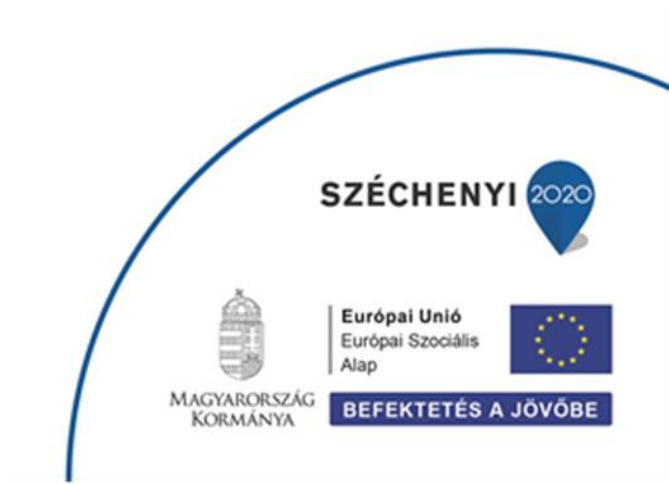 SZÉCHENYI 2020
Európai Unió
Európai Szociális
Alap
MAGYARORSZÁG
KORMÁNYA
BEFEKTETÉS A JÖVŐBE